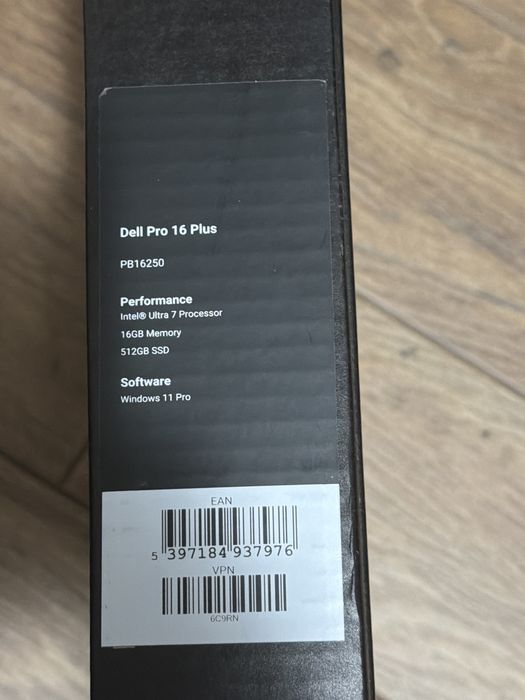 Dell Pro 16 Plus
PB16250
Performance
Intel® Ultra 7 Processor
16GB Memory
512GB SSD
Software
Windows 11 Pro
EAN
5 397184 937976
VPN
6C9RN